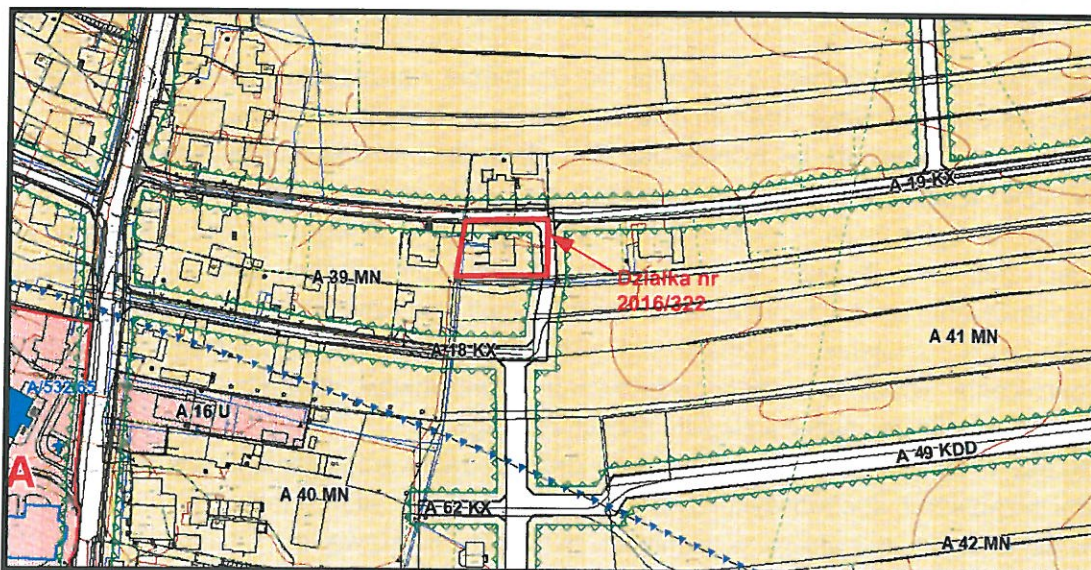 A 19 KX
A 39 MN
Działka nr
2016/322
A 18 KX
A 41 MN
A/532/65
A 16 U
A
A 49 KDD
A 40 MN
A 62 KX
A 42 MN